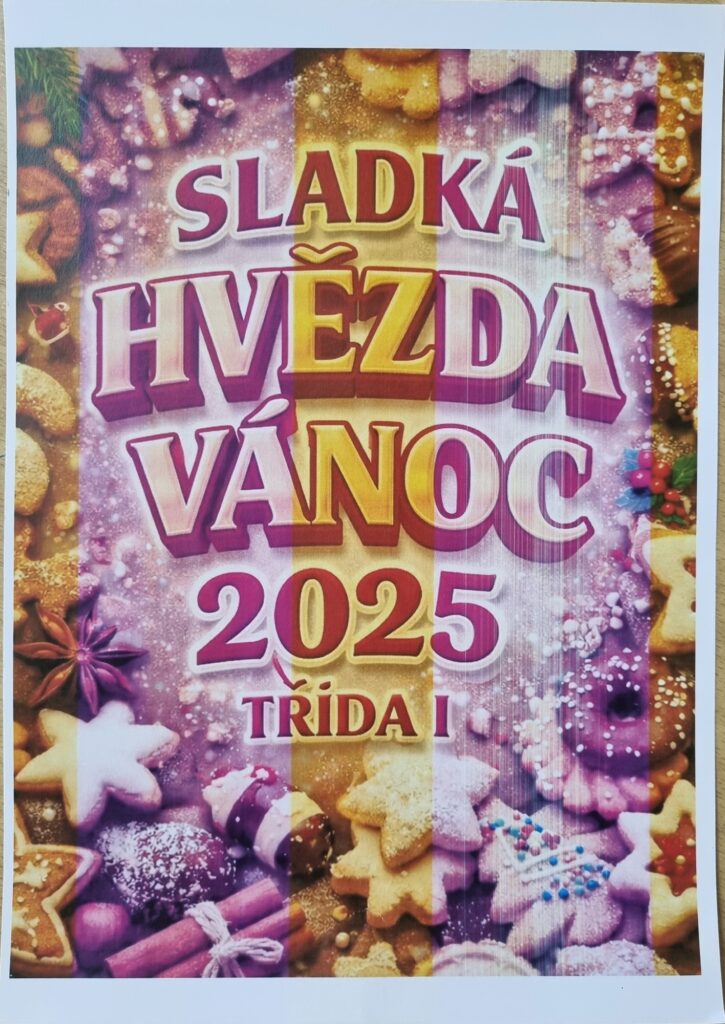 SLADKÁ
HVĚZDA
VÁNOC
2025
TŘÍDA I